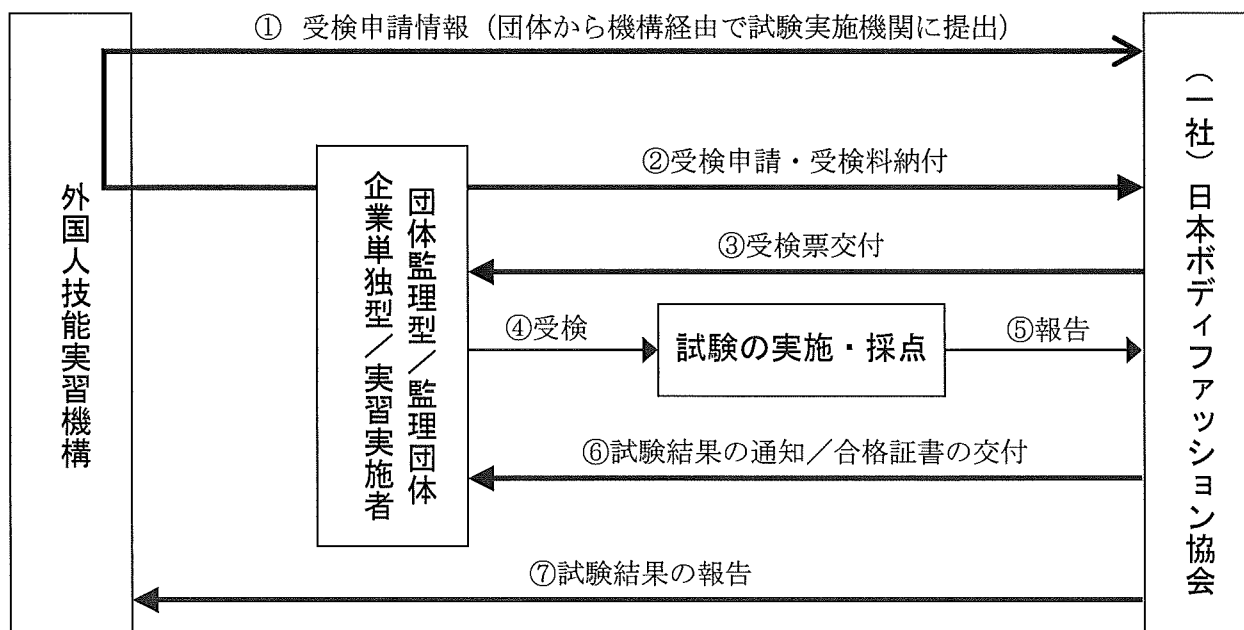 ① 受検申請情報（団体から機構経由で試験実施機関に提出）
外国人技能実習機構
団体監理型／監理団体
企業単独型／実習実施者
②受検申請・受検料納付
③受検票交付
④受検
試験の実施・採点
⑤報告
⑥試験結果の通知／合格証書の交付
⑦試験結果の報告
（一社）日本ボディファッション協会